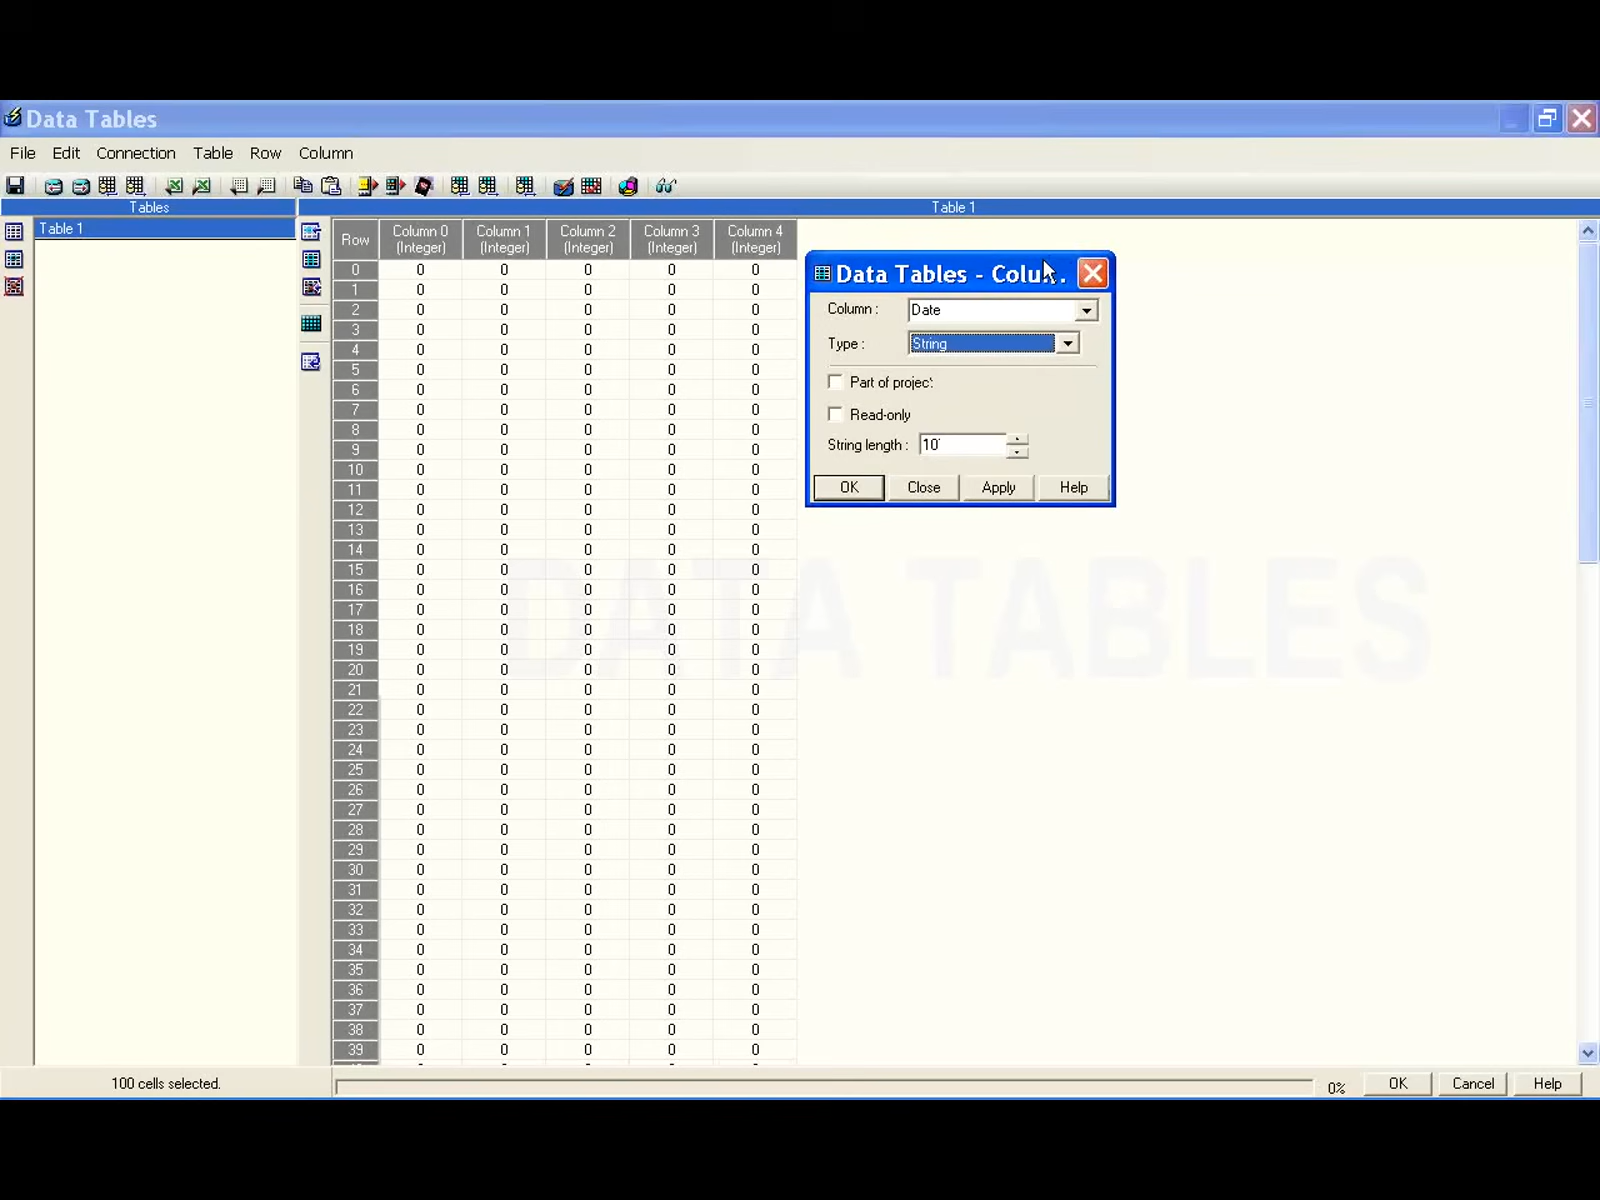 Data Tables
File Edit Connection Table Row Column
Tables
Table 1
Table 1
Row Column 0 (Integer) Column 1 (Integer) Column 2 (Integer) Column 3 (Integer) Column 4 (Integer)
0 0 0 0 0 0
1 0 0 0 0 0
2 0 0 0 0 0
3 0 0 0 0 0
4 0 0 0 0 0
5 0 0 0 0 0
6 0 0 0 0 0
7 0 0 0 0 0
8 0 0 0 0 0
9 0 0 0 0 0
10 0 0 0 0 0
11 0 0 0 0 0
12 0 0 0 0 0
13 0 0 0 0 0
14 0 0 0 0 0
15 0 0 0 0 0
16 0 0 0 0 0
17 0 0 0 0 0
18 0 0 0 0 0
19 0 0 0 0 0
20 0 0 0 0 0
21 0 0 0 0 0
22 0 0 0 0 0
23 0 0 0 0 0
24 0 0 0 0 0
25 0 0 0 0 0
26 0 0 0 0 0
27 0 0 0 0 0
28 0 0 0 0 0
29 0 0 0 0 0
30 0 0 0 0 0
31 0 0 0 0 0
32 0 0 0 0 0
33 0 0 0 0 0
34 0 0 0 0 0
35 0 0 0 0 0
36 0 0 0 0 0
37 0 0 0 0 0
38 0 0 0 0 0
39 0 0 0 0 0
Data Tables - Colu...
Column : Date
Type : String
Part of project
Read-only
String length : 10
OK Close Apply Help
DATA TABLES
100 cells selected.
0% OK Cancel Help